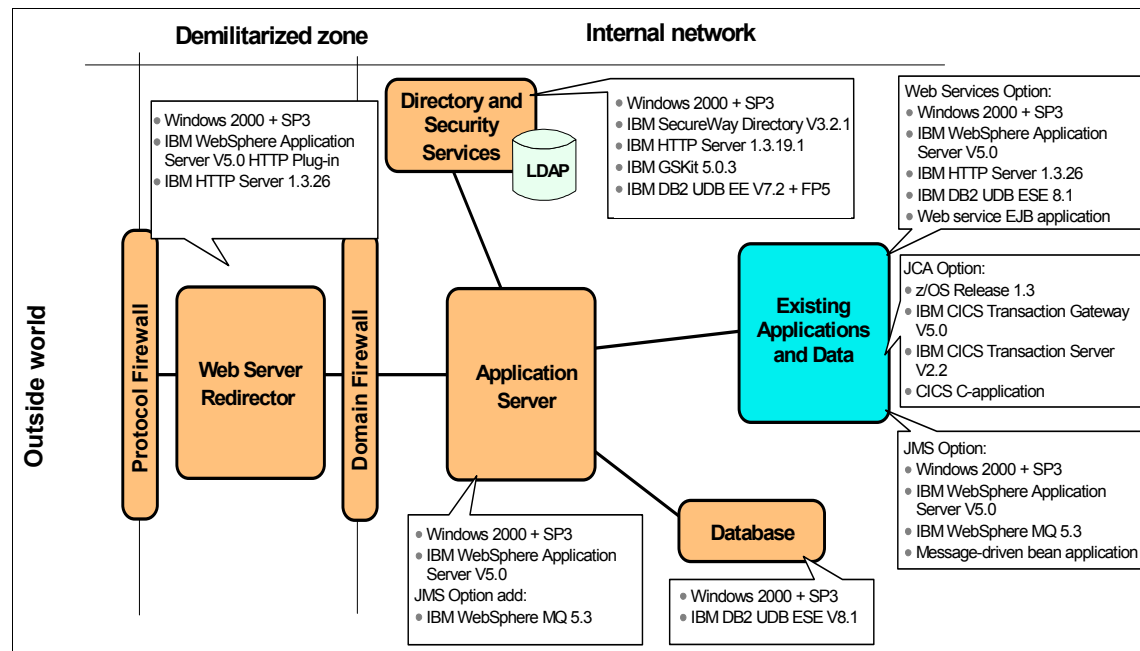 Demilitarized zone
Internal network
Outside world
Protocol Firewall
• Windows 2000 + SP3
• IBM WebSphere Application
Server V5.0 HTTP Plug-in
• IBM HTTP Server 1.3.26
Web Server
Redirector
Domain Firewall
Directory and
Security
Services
LDAP
• Windows 2000 + SP3
• IBM SecureWay Directory V3.2.1
• IBM HTTP Server 1.3.19.1
• IBM GSKit 5.0.3
• IBM DB2 UDB EE V7.2 + FP5
Application
Server
• Windows 2000 + SP3
• IBM WebSphere Application
Server V5.0
JMS Option add:
• IBM WebSphere MQ 5.3
Existing
Applications
and Data
Web Services Option:
• Windows 2000 + SP3
• IBM WebSphere Application
Server V5.0
• IBM HTTP Server 1.3.26
• IBM DB2 UDB ESE 8.1
• Web service EJB application
JCA Option:
• z/OS Release 1.3
• IBM CICS Transaction Gateway
V5.0
• IBM CICS Transaction Server
V2.2
• CICS C-application
JMS Option:
• Windows 2000 + SP3
• IBM WebSphere Application
Server V5.0
• IBM WebSphere MQ 5.3
• Message-driven bean application
Database
• Windows 2000 + SP3
• IBM DB2 UDB ESE V8.1